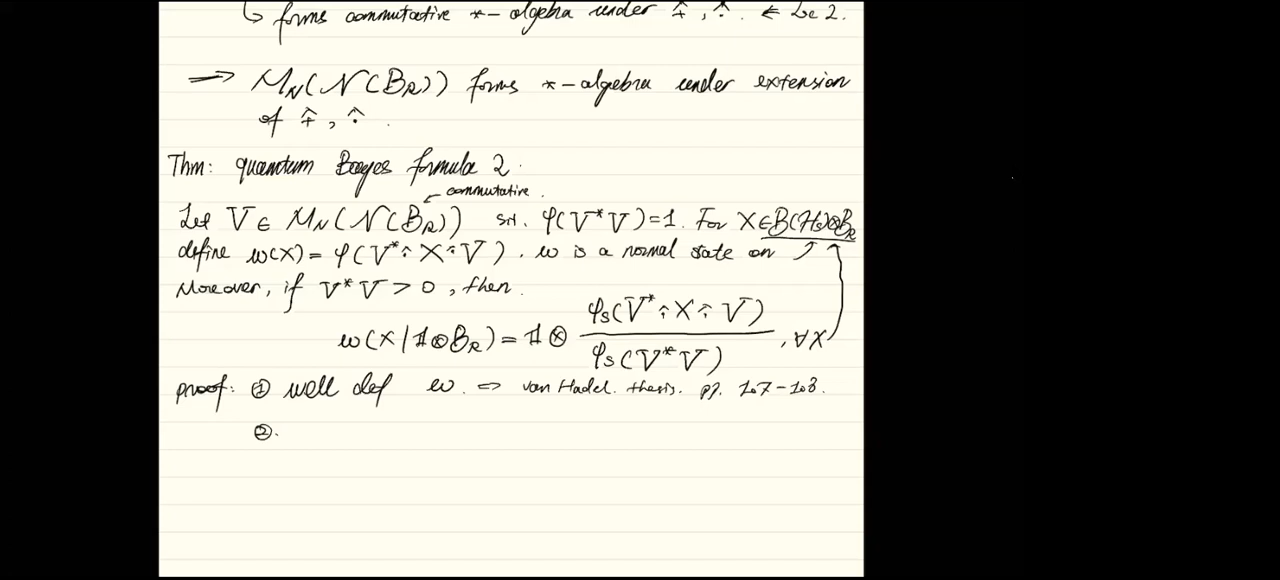 ↳ forms commutative *-algebra under ∔̂, ∸̂. ← Le 2.
⟹ M_N(N(B_R)) forms *-algebra under extension
of ∔̂, ∸̂.
Thm: quantum Bayes formula 2.
← commutative.
Let V ∈ M_N(N(B_R)) s.t. φ(V*V)=1. For X∈B(H_S)⊗B_R
define ω(X) = φ(V* ∸̂ X ∸̂ V). ω is a normal state on
Moreover, if V*V > 0, then.
ω(X|𝟙⊗B_R) = 𝟙 ⊗ φ_S(V* ∸̂ X ∸̂ V) / φ_S(V*V), ∀X
proof: ① well def ω. ⇒ van Hadel. thesis. pp. 107-108.
②.